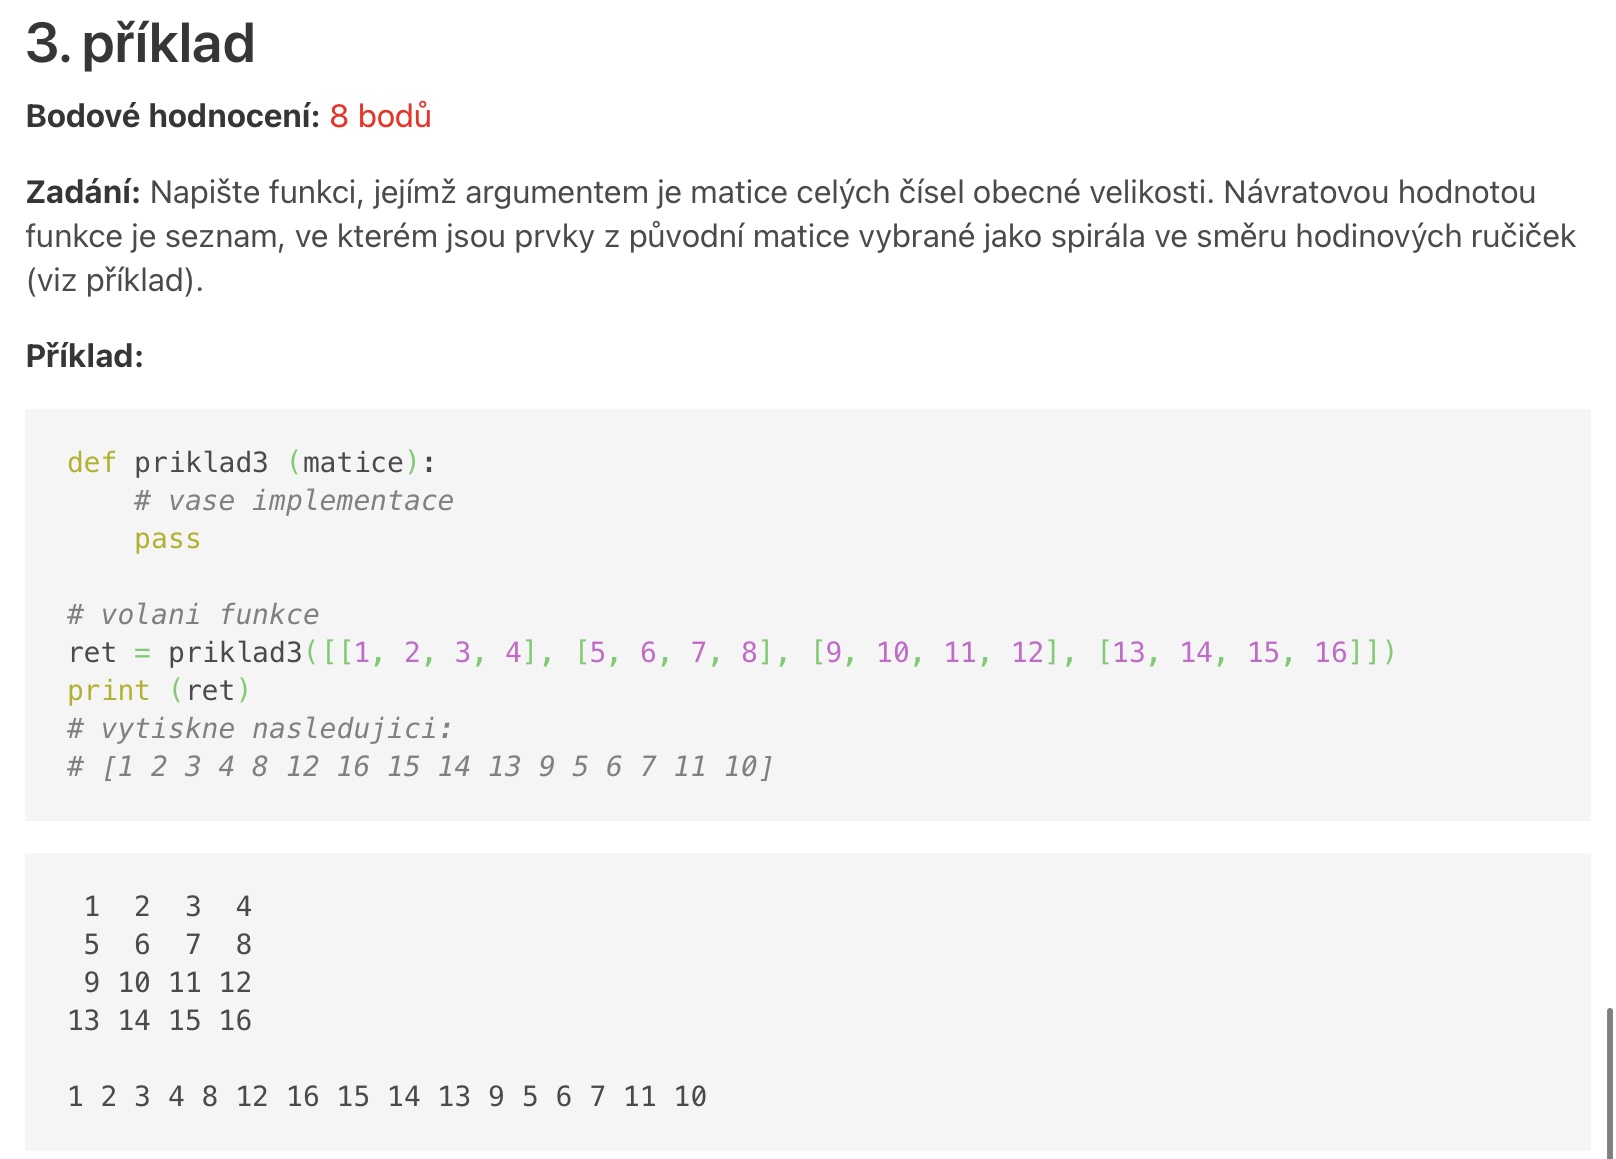 3. příklad
Bodové hodnocení: 8 bodů
Zadání: Napište funkci, jejímž argumentem je matice celých čísel obecné velikosti. Návratovou hodnotou
funkce je seznam, ve kterém jsou prvky z původní matice vybrané jako spirála ve směru hodinových ručiček
(viz příklad).
Příklad:
def priklad3 (matice):
    # vase implementace
    pass
# volani funkce
ret = priklad3([[1, 2, 3, 4], [5, 6, 7, 8], [9, 10, 11, 12], [13, 14, 15, 16]])
print (ret)
# vytiskne nasledujici:
# [1 2 3 4 8 12 16 15 14 13 9 5 6 7 11 10]
 1  2  3  4
 5  6  7  8
 9 10 11 12
13 14 15 16
1 2 3 4 8 12 16 15 14 13 9 5 6 7 11 10